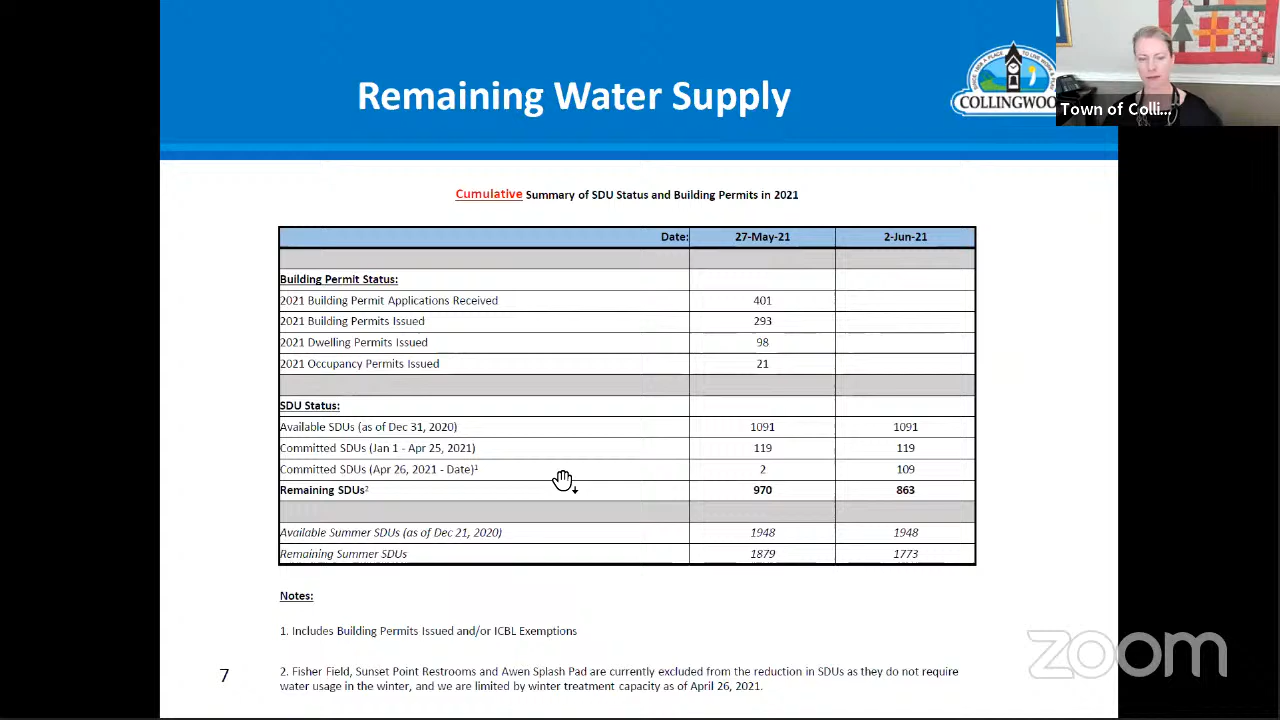 Remaining Water Supply
COLLINGWOO
Town of Colli...
Cumulative Summary of SDU Status and Building Permits in 2021
Date: 27-May-21 2-Jun-21
Building Permit Status:
2021 Building Permit Applications Received 401
2021 Building Permits Issued 293
2021 Dwelling Permits Issued 98
2021 Occupancy Permits Issued 21
SDU Status:
Available SDUs (as of Dec 31, 2020) 1091 1091
Committed SDUs (Jan 1 - Apr 25, 2021) 119 119
Committed SDUs (Apr 26, 2021 - Date)1 2 109
Remaining SDUs2 970 863
Available Summer SDUs (as of Dec 21, 2020) 1948 1948
Remaining Summer SDUs 1879 1773
Notes:
1. Includes Building Permits Issued and/or ICBL Exemptions
2. Fisher Field, Sunset Point Restrooms and Awen Splash Pad are currently excluded from the reduction in SDUs as they do not require
water usage in the winter, and we are limited by winter treatment capacity as of April 26, 2021.
7
zoom